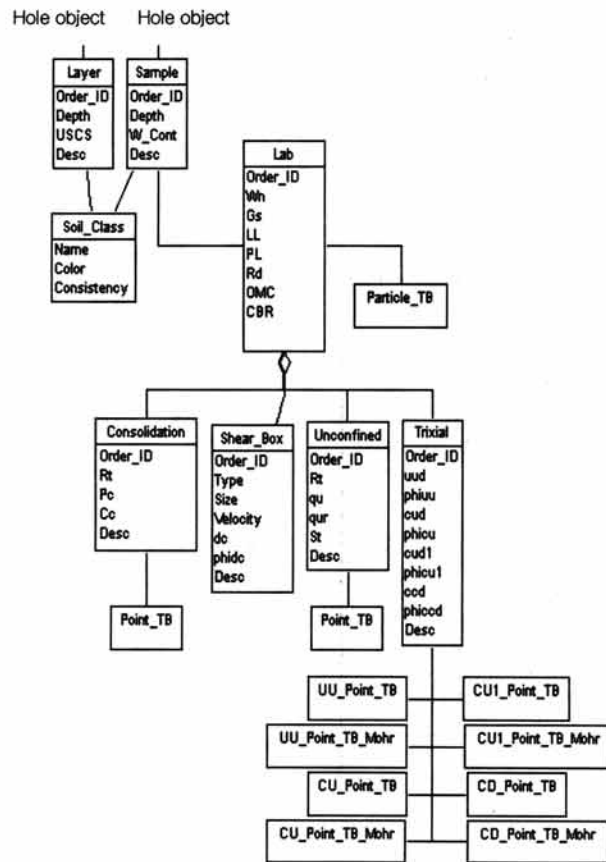 Hole object
Hole object
Layer
Order_ID
Depth
USCS
Desc
Sample
Order_ID
Depth
W_Cont
Desc
Soil_Class
Name
Color
Consistency
Lab
Order_ID
Wn
Gs
LL
PL
Rd
OMC
CBR
Particle_TB
Consolidation
Order_ID
Rt
Pc
Cc
Desc
Point_TB
Shear_Box
Order_ID
Type
Size
Velocity
dc
phidc
Desc
Unconfined
Order_ID
Rt
qu
qur
St
Desc
Point_TB
Trixial
Order_ID
uud
phiuu
cud
phicu
cud1
phicu1
ccd
phiccd
Desc
UU_Point_TB
CU1_Point_TB
UU_Point_TB_Mohr
CU1_Point_TB_Mohr
CU_Point_TB
CD_Point_TB
CU_Point_TB_Mohr
CD_Point_TB_Mohr